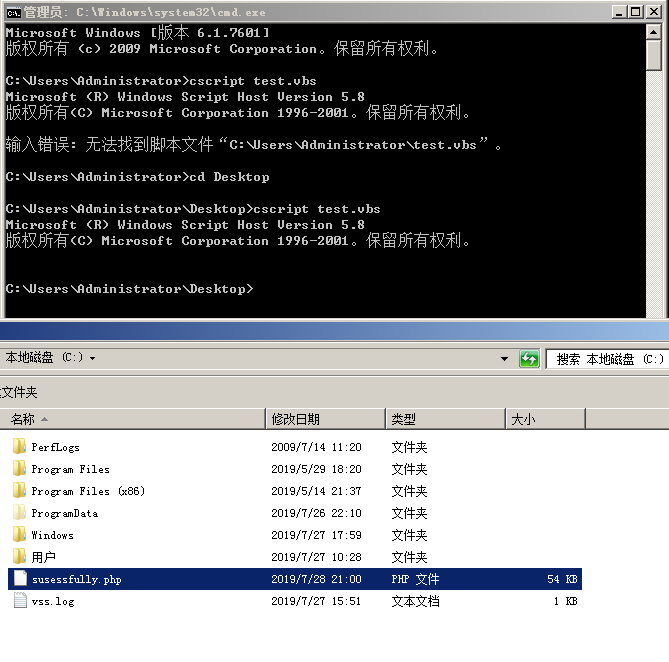 管理员: C:\Windows\system32\cmd.exe
Microsoft Windows [版本 6.1.7601]
版权所有 (c) 2009 Microsoft Corporation。保留所有权利。
C:\Users\Administrator>cscript test.vbs
Microsoft (R) Windows Script Host Version 5.8
版权所有(C) Microsoft Corporation 1996-2001。保留所有权利。
输入错误: 无法找到脚本文件“C:\Users\Administrator\test.vbs”。
C:\Users\Administrator>cd Desktop
C:\Users\Administrator\Desktop>cscript test.vbs
Microsoft (R) Windows Script Host Version 5.8
版权所有(C) Microsoft Corporation 1996-2001。保留所有权利。
C:\Users\Administrator\Desktop>
本地磁盘 (C:) 搜索 本地磁盘 (C:)
文件夹
名称 修改日期 类型 大小
PerfLogs 2009/7/14 11:20 文件夹
Program Files 2019/5/29 18:20 文件夹
Program Files (x86) 2019/5/14 21:37 文件夹
ProgramData 2019/7/26 22:10 文件夹
Windows 2019/7/27 17:59 文件夹
用户 2019/7/27 10:28 文件夹
susessfully.php 2019/7/28 21:00 PHP 文件 54 KB
vss.log 2019/7/27 15:51 文本文档 1 KB